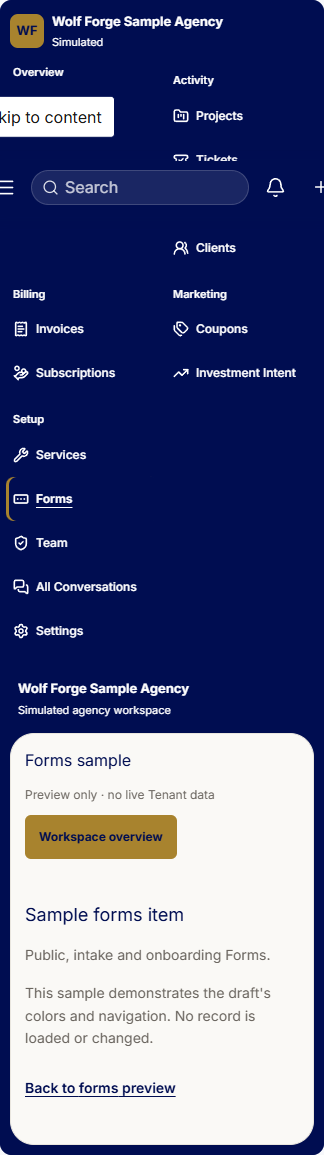 WF
Wolf Forge Sample Agency
Simulated
Overview
Activity
kip to content
Projects
Tickets
Search
Clients
Billing
Marketing
Invoices
Coupons
Subscriptions
Investment Intent
Setup
Services
Forms
Team
All Conversations
Settings
Wolf Forge Sample Agency
Simulated agency workspace
Forms sample
Preview only · no live Tenant data
Workspace overview
Sample forms item
Public, intake and onboarding Forms.
This sample demonstrates the draft's
colors and navigation. No record is
loaded or changed.
Back to forms preview